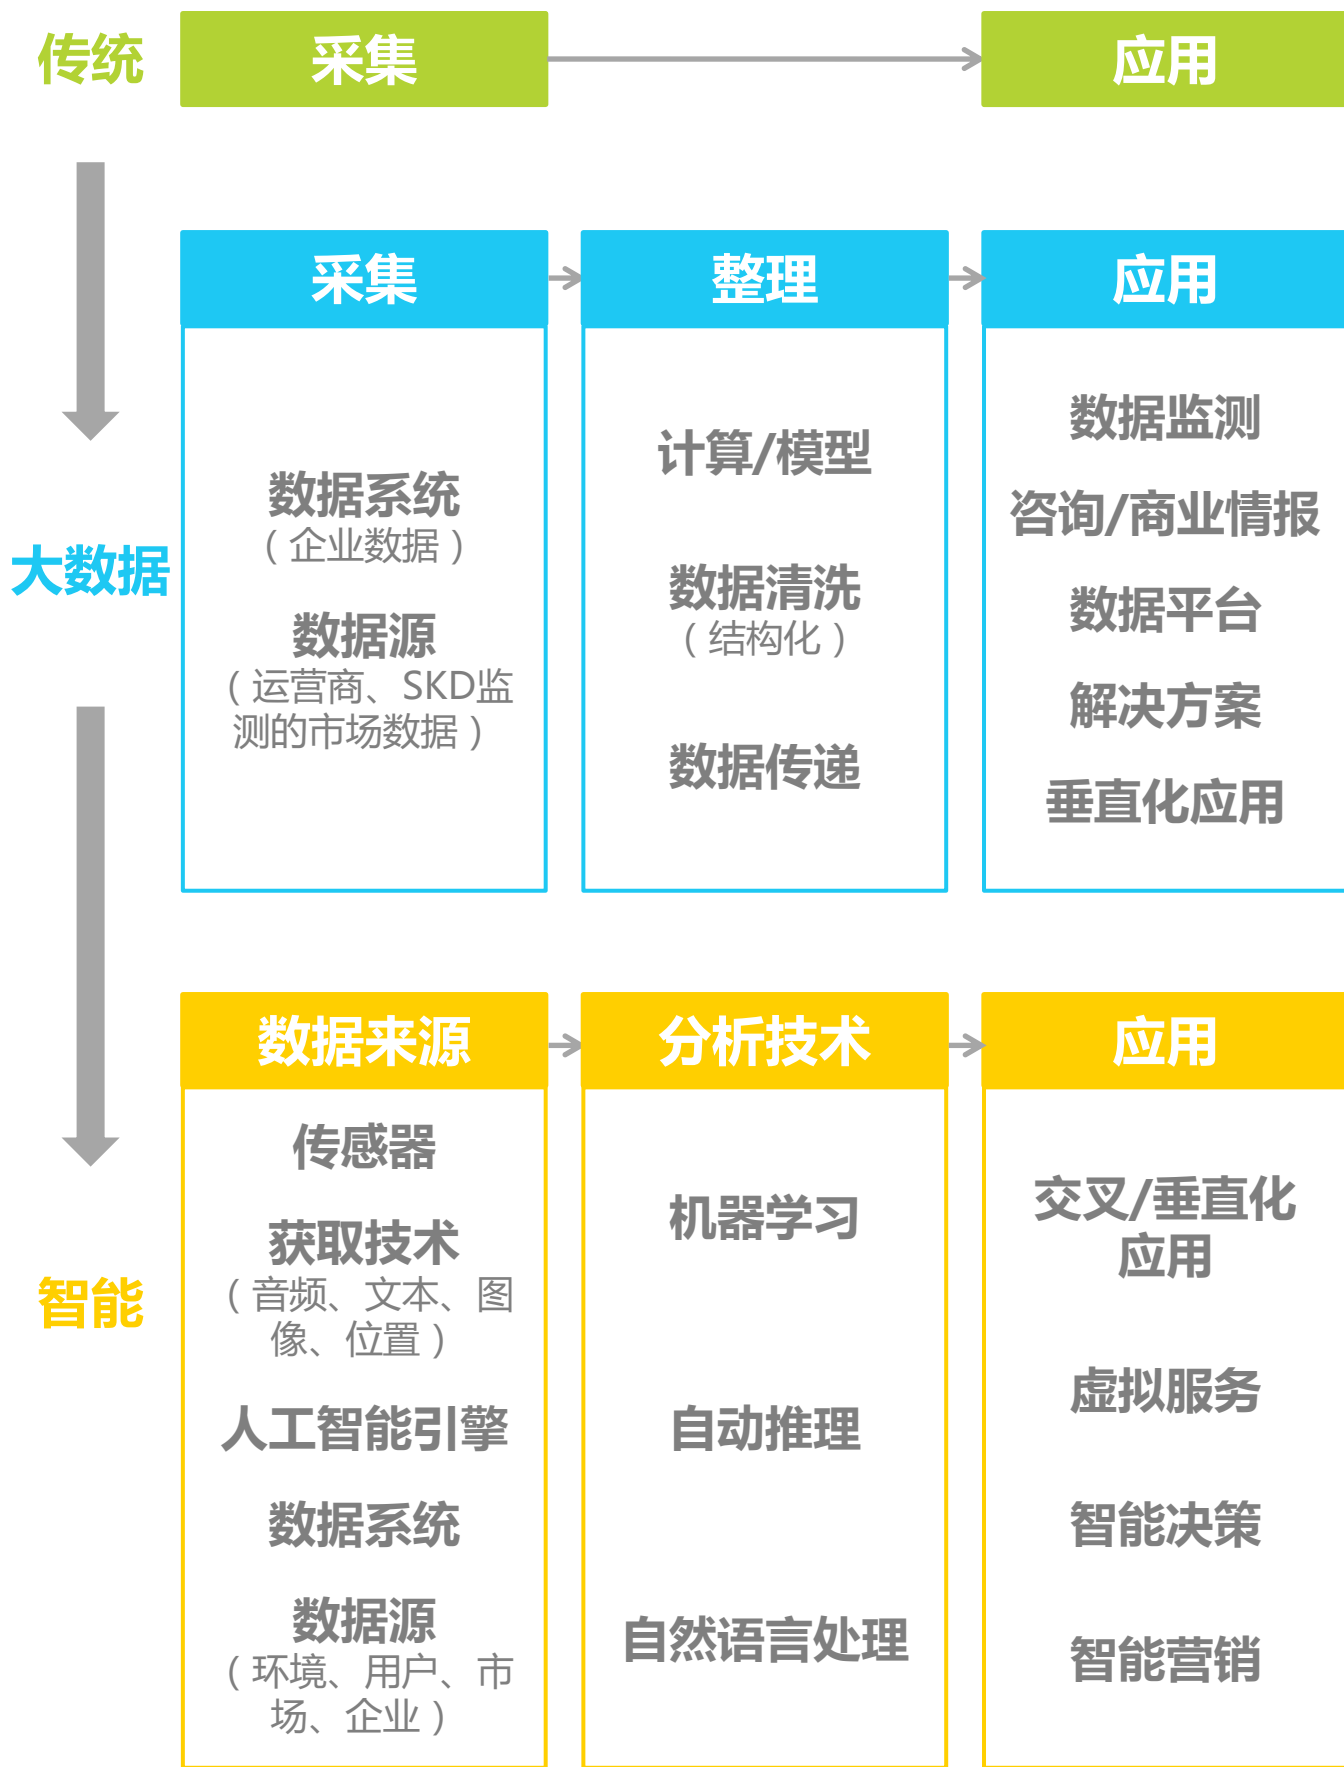 传统
采集
应用
大数据
采集
数据系统
（企业数据）
数据源
（运营商、SKD监
测的市场数据）
整理
计算/模型
数据清洗
（结构化）
数据传递
应用
数据监测
咨询/商业情报
数据平台
解决方案
垂直化应用
智能
数据来源
传感器
获取技术
（音频、文本、图
像、位置）
人工智能引擎
数据系统
数据源
（环境、用户、市
场、企业）
分析技术
机器学习
自动推理
自然语言处理
应用
交叉/垂直化
应用
虚拟服务
智能决策
智能营销